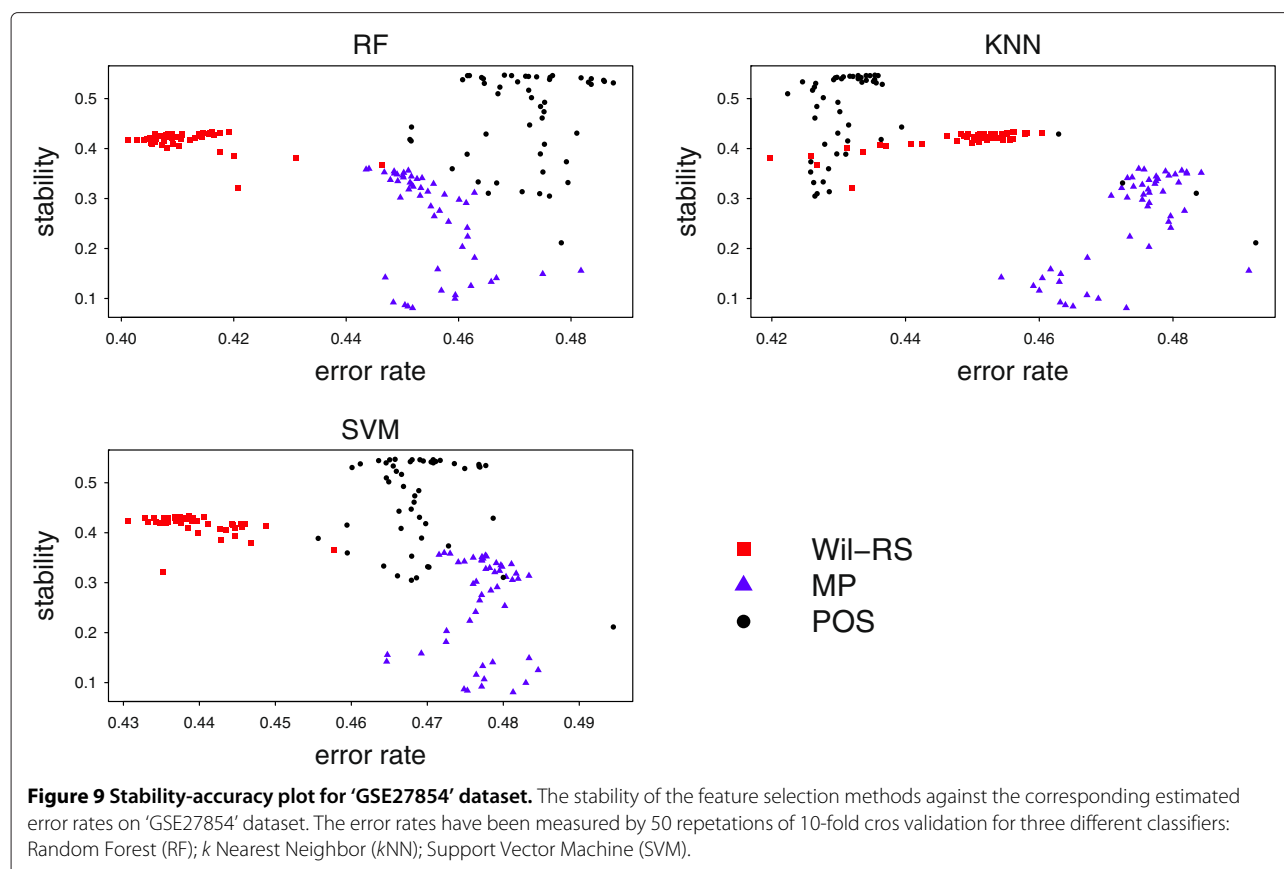 RF
stability
0.5
0.4
0.3
0.2
0.1
0.40 0.42 0.44 0.46 0.48
error rate
KNN
stability
0.5
0.4
0.3
0.2
0.1
0.42 0.44 0.46 0.48
error rate
SVM
stability
0.5
0.4
0.3
0.2
0.1
0.43 0.44 0.45 0.46 0.47 0.48 0.49
error rate
Wil−RS
MP
POS
Figure 9 Stability-accuracy plot for ‘GSE27854’ dataset. The stability of the feature selection methods against the corresponding estimated
error rates on ‘GSE27854’ dataset. The error rates have been measured by 50 repetations of 10-fold cros validation for three different classifiers:
Random Forest (RF); k Nearest Neighbor (kNN); Support Vector Machine (SVM).